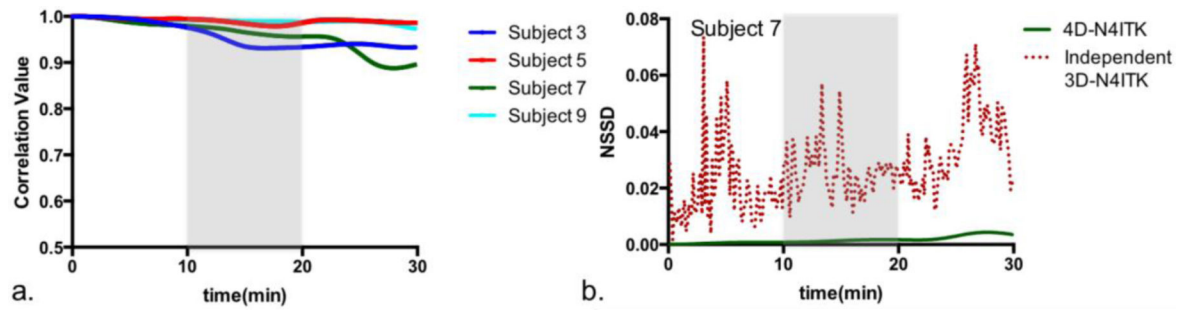 1.0
0.9
0.8
0.7
0.6
0.5
Correlation Value
0
10
20
30
time(min)
Subject 3
Subject 5
Subject 7
Subject 9
a.
Subject 7
0.08
0.06
0.04
0.02
0.00
NSSD
0
10
20
30
time(min)
4D-N4ITK
Independent
3D-N4ITK
b.